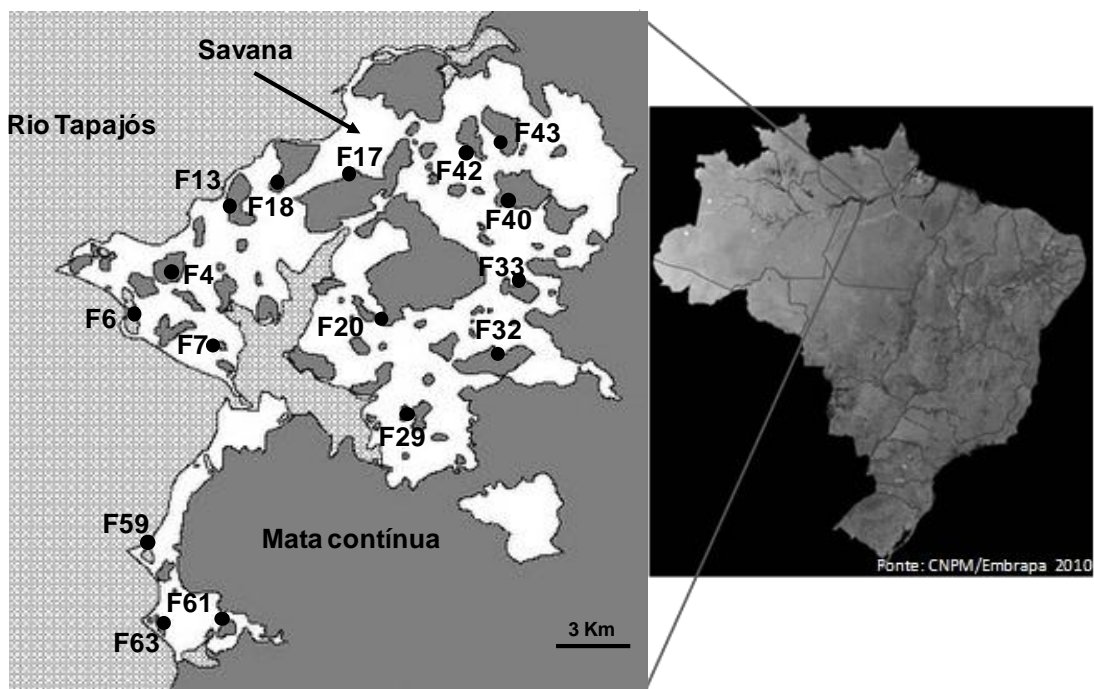 Savana
Rio Tapajós
F43
F17
F42
F13
F18
F40
F4
F33
F6
F20
F7
F32
F29
F59
Mata contínua
F61
F63
3 Km
Fonte: CNPM/Embrapa 2010